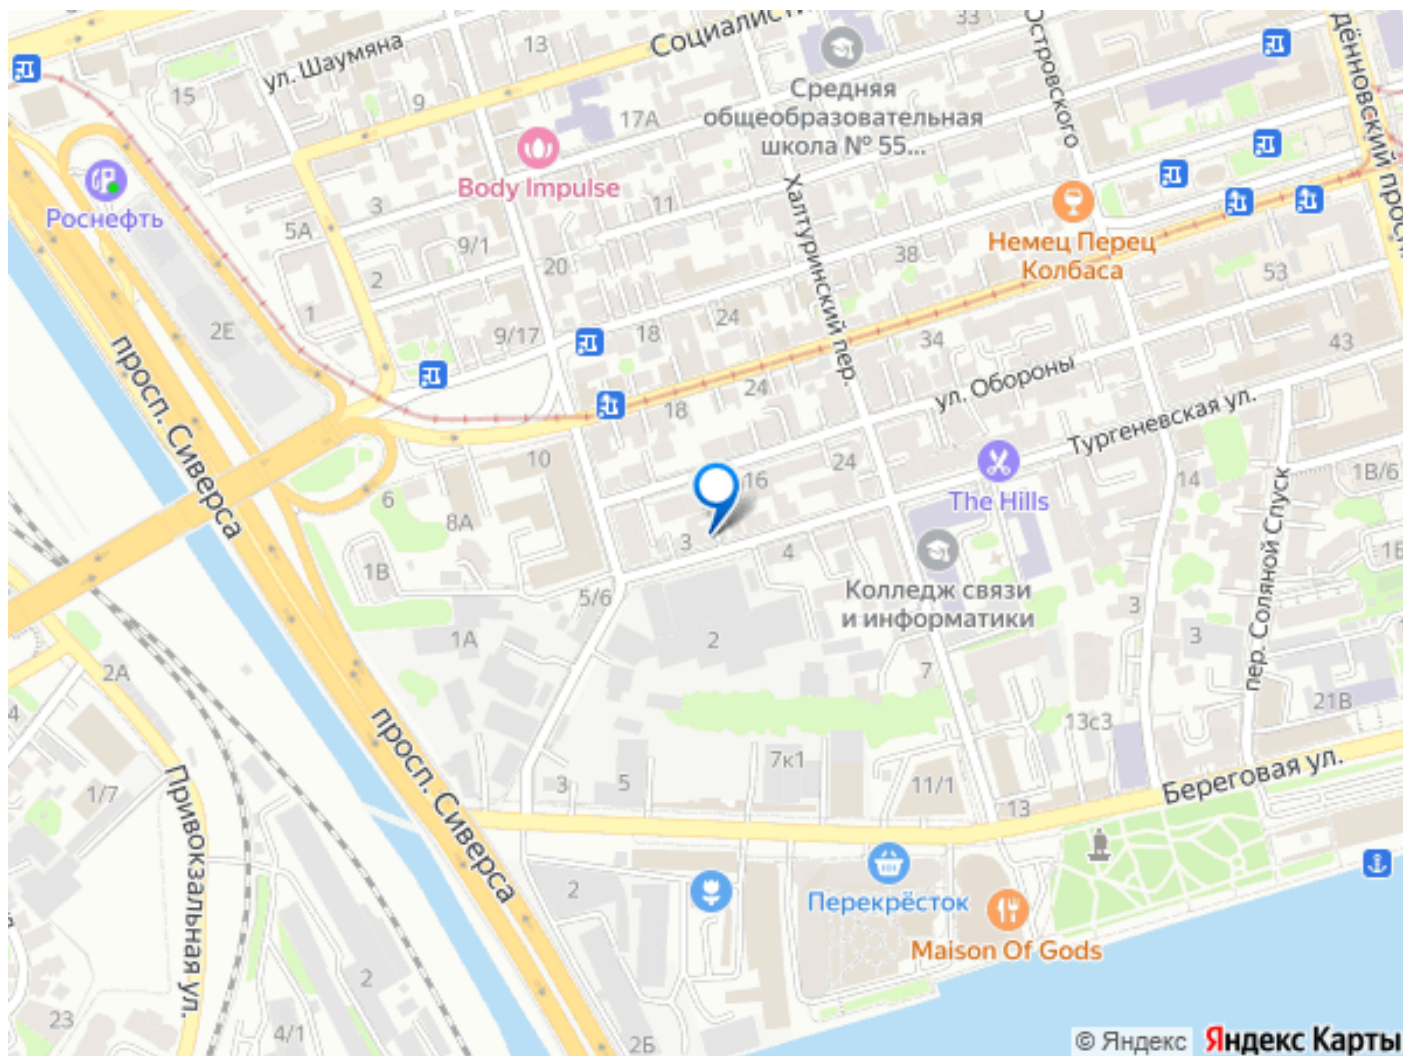 ул. Шаумяна
13
Социалисти
33
Островского
дённовский просп.
15
9
17А
Средняя
общеобразовательная
школа № 55...
Body Impulse
Роснефть
5А
3
9/1
11
Халтуринский пер.
38
Немец Перец
Колбаса
53
2
20
1
2Е
9/17
18
24
34
43
просп. Сиверса
24
18
ул. Обороны
Тургеневская ул.
10
16
24
14
1В/6
The Hills
6
8А
3
4
1В
5/6
Колледж связи
и информатики
1Б
пер. Соляной Спуск
3
3
1А
2
7
2А
4
21В
13с3
просп. Сиверса
7к1
3
5
11/1
13
Береговая ул.
1/7
Привокзальная ул.
2
Перекрёсток
Maison Of Gods
2
23
4/1
2Б
© Яндекс
Яндекс Карты